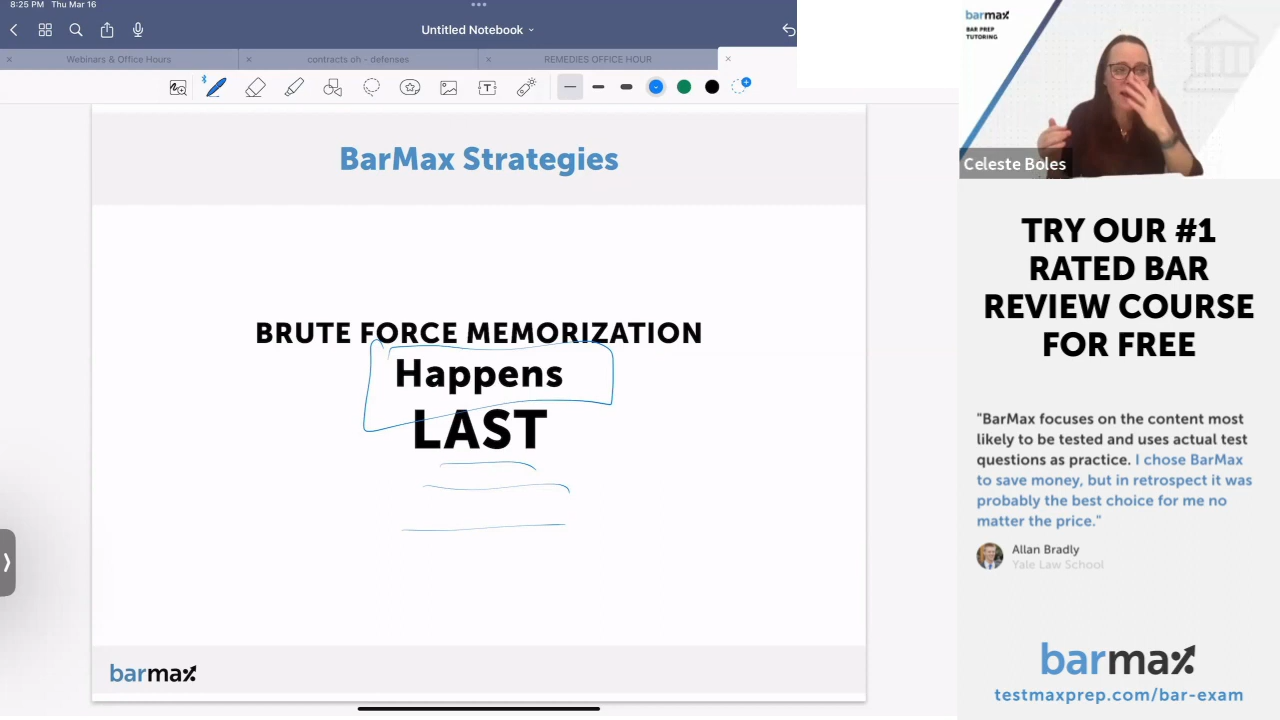 8:25 PM Thu Mar 16
Untitled Notebook
Webinars & Office Hours
contracts oh - defenses
REMEDIES OFFICE HOUR
BarMax Strategies
BRUTE FORCE MEMORIZATION
Happens
LAST
barmax
barmax
BAR PREP
TUTORING
Celeste Boles
TRY OUR #1
RATED BAR
REVIEW COURSE
FOR FREE
"BarMax focuses on the content most
likely to be tested and uses actual test
questions as practice. I chose BarMax
to save money, but in retrospect it was
probably the best choice for me no
matter the price."
Allan Bradly
Yale Law School
barmax
testmaxprep.com/bar-exam